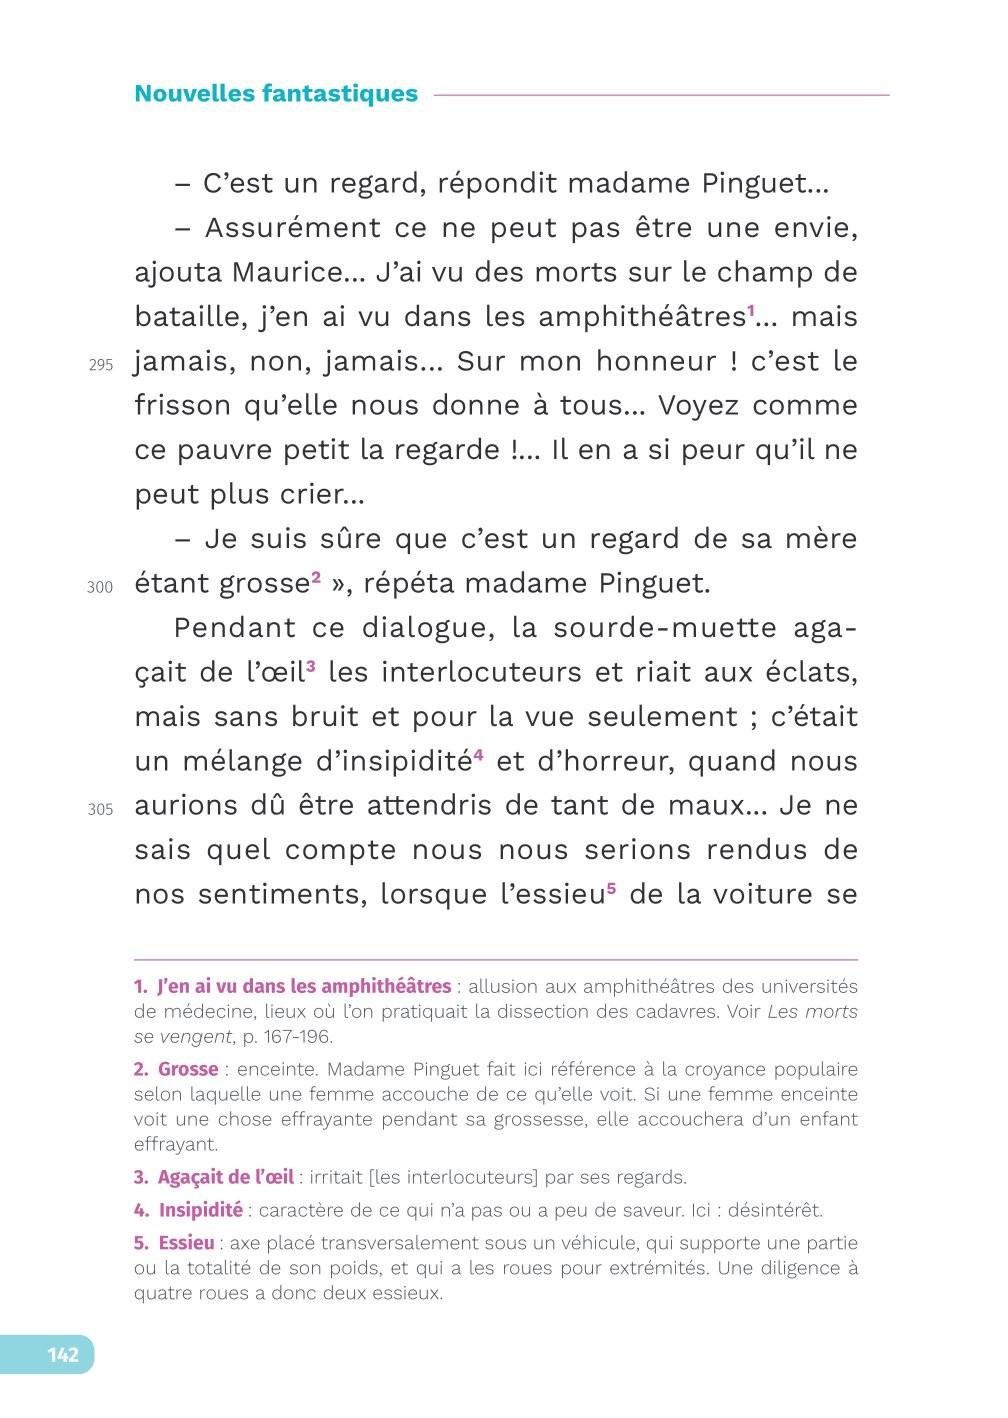 Nouvelles fantastiques
– C’est un regard, répondit madame Pinguet…
– Assurément ce ne peut pas être une envie,
ajouta Maurice… J’ai vu des morts sur le champ de
bataille, j’en ai vu dans les amphithéâtres¹… mais
295 jamais, non, jamais… Sur mon honneur ! c’est le
frisson qu’elle nous donne à tous… Voyez comme
ce pauvre petit la regarde !… Il en a si peur qu’il ne
peut plus crier…
– Je suis sûre que c’est un regard de sa mère
300 étant grosse² », répéta madame Pinguet.
Pendant ce dialogue, la sourde-muette aga-
çait de l’œil³ les interlocuteurs et riait aux éclats,
mais sans bruit et pour la vue seulement ; c’était
un mélange d’insipidité⁴ et d’horreur, quand nous
305 aurions dû être attendris de tant de maux… Je ne
sais quel compte nous nous serions rendus de
nos sentiments, lorsque l’essieu⁵ de la voiture se
1. J’en ai vu dans les amphithéâtres : allusion aux amphithéâtres des universités
de médecine, lieux où l’on pratiquait la dissection des cadavres. Voir Les morts
se vengent, p. 167-196.
2. Grosse : enceinte. Madame Pinguet fait ici référence à la croyance populaire
selon laquelle une femme accouche de ce qu’elle voit. Si une femme enceinte
voit une chose effrayante pendant sa grossesse, elle accouchera d’un enfant
effrayant.
3. Agaçait de l’œil : irritait [les interlocuteurs] par ses regards.
4. Insipidité : caractère de ce qui n’a pas ou a peu de saveur. Ici : désintérêt.
5. Essieu : axe placé transversalement sous un véhicule, qui supporte une partie
ou la totalité de son poids, et qui a les roues pour extrémités. Une diligence à
quatre roues a donc deux essieux.
142